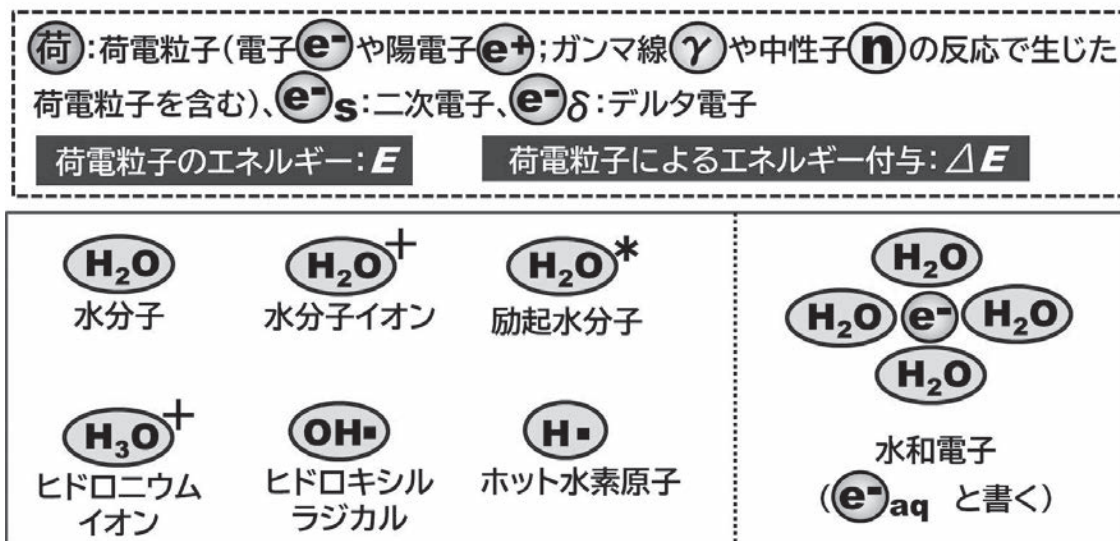 荷:荷電粒子(電子e-や陽電子e+;ガンマ線γや中性子nの反応で生じた
荷電粒子を含む)、e-s:二次電子、e-δ:デルタ電子
荷電粒子のエネルギー:E 荷電粒子によるエネルギー付与:ΔE
H2O H2O+ H2O*
水分子 水分子イオン 励起水分子
H3O+ OH▪ H▪
ヒドロニウム
イオン
ヒドロキシル
ラジカル
ホット水素原子
H2O
H2O e- H2O
H2O
水和電子
(e-aq と書く)